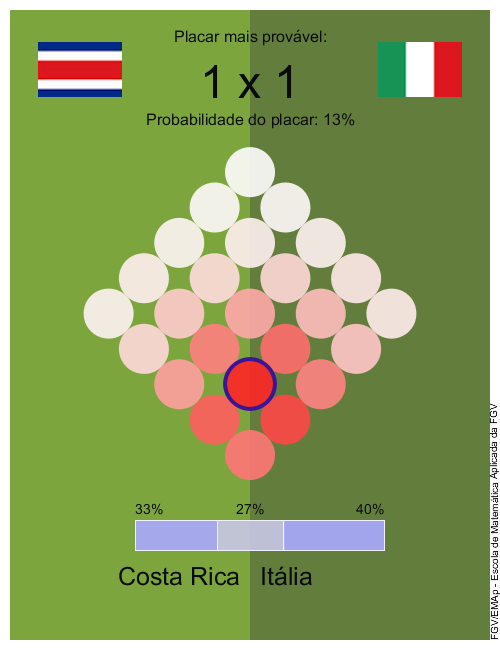 Placar mais provável:
1 x 1
Probabilidade do placar: 13%
33% 27% 40%
Costa Rica Itália
FGV/EMAp - Escola de Matemática Aplicada da FGV